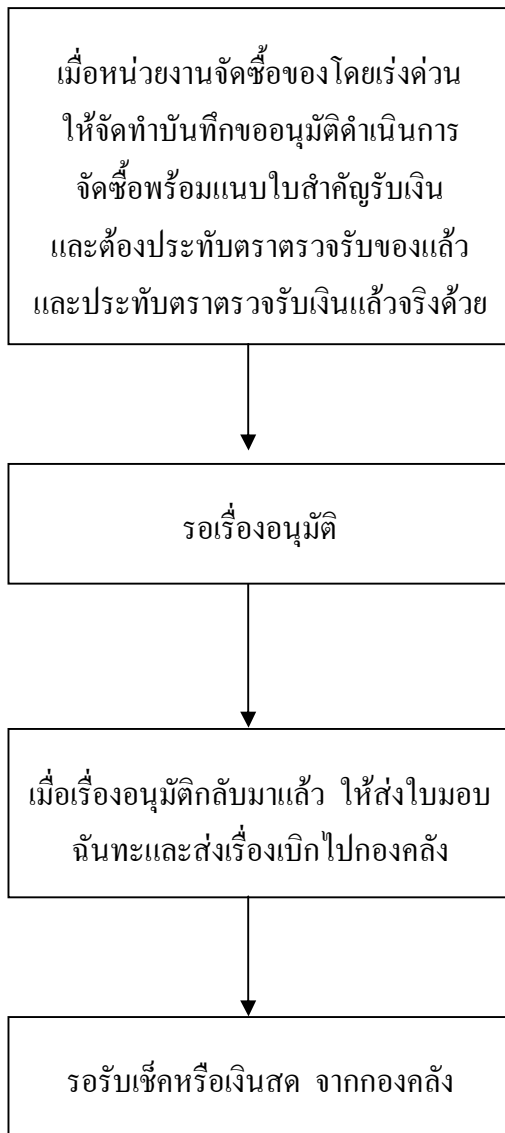 เมื่อหน่วยงานจัดซื้อของโดยเร่งด่วน
ให้จัดทำบันทึกขออนุมัติดำเนินการ
จัดซื้อพร้อมแนบใบสำคัญรับเงิน
และต้องประทับตราตรวจรับของแล้ว
และประทับตราตรวจรับเงินแล้วจริงด้วย
รอเรื่องอนุมัติ
เมื่อเรื่องอนุมัติกลับมาแล้ว ให้ส่งใบมอบ
ฉันทะและส่งเรื่องเบิกไปกองคลัง
รอรับเช็คหรือเงินสด จากกองคลัง